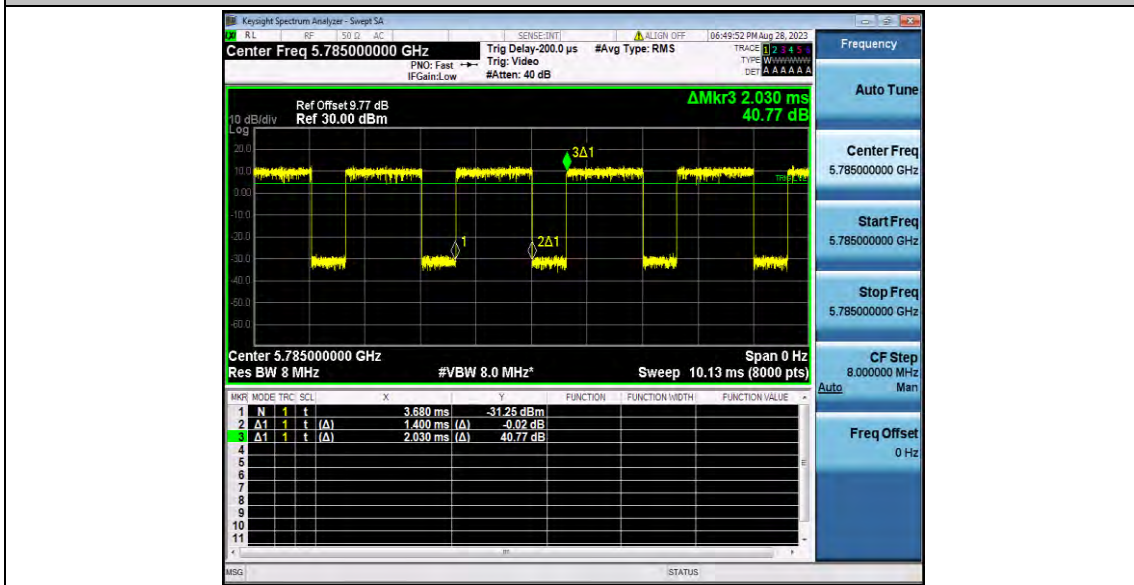 Keysight Spectrum Analyzer - Swept SA
RL RF 50 Ω AC SENSE:INT ALIGN OFF 06:49:52 PM Aug 28, 2023
Center Freq 5.785000000 GHz
PNO: Fast
IFGain:Low
Trig Delay-200.0 µs
Trig: Video
#Atten: 40 dB
#Avg Type: RMS
TRACE 1 2 3 4 5 6
TYPE W
DET A A A A A A
Frequency
Auto Tune
Center Freq
5.785000000 GHz
Start Freq
5.785000000 GHz
Stop Freq
5.785000000 GHz
CF Step
8.000000 MHz
Auto Man
Freq Offset
0 Hz
ΔMkr3 2.030 ms
40.77 dB
Ref Offset 9.77 dB
10 dB/div Ref 30.00 dBm
Log
20.0
10.0
0.00
-10.0
-20.0
-30.0
-40.0
-50.0
-60.0
3Δ1
1
2Δ1
Center 5.785000000 GHz Span 0 Hz
Res BW 8 MHz #VBW 8.0 MHz* Sweep 10.13 ms (8000 pts)
MKR MODE TRC SCL X Y FUNCTION FUNCTION WIDTH FUNCTION VALUE
1 N 1 t 3.680 ms -31.25 dBm
2 Δ1 1 t (Δ) 1.400 ms (Δ) -0.02 dB
3 Δ1 1 t (Δ) 2.030 ms (Δ) 40.77 dB
4
5
6
7
8
9
10
11
MSG STATUS